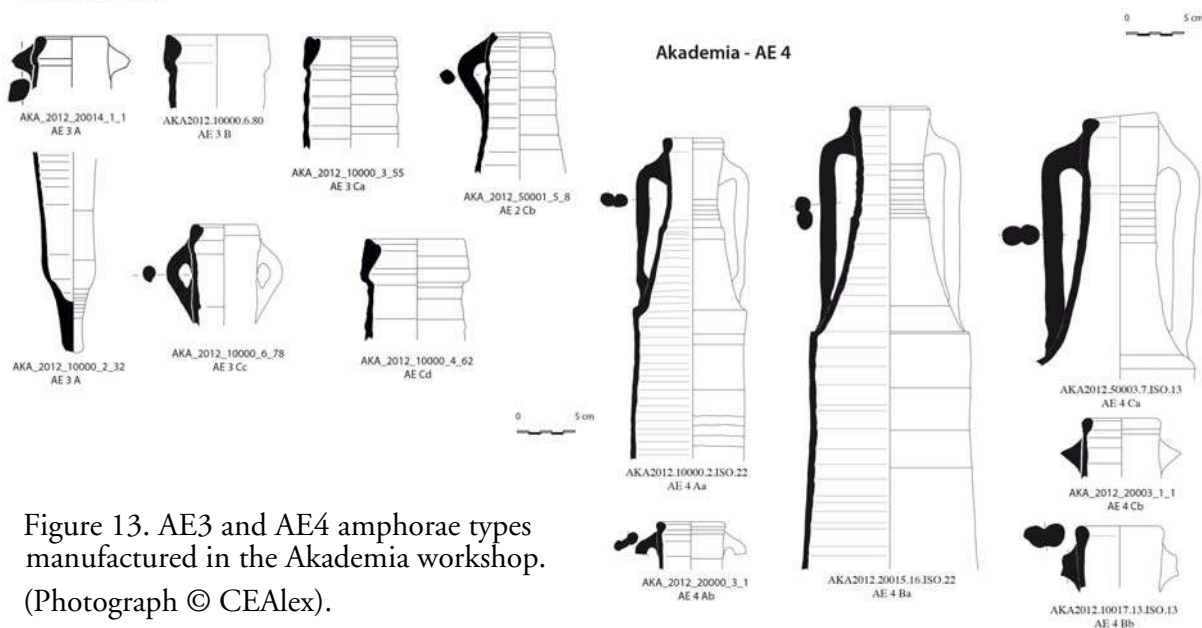 0 5 cm
Akademia - AE 4
AKA_2012_20014_1_1
AE 3 A
AKA2012.10000.6.80
AE 3 B
AKA_2012_10000_3_55
AE 3 Ca
AKA_2012_50001_5_8
AE 2 Cb
AKA_2012_10000_2_32
AE 3 A
AKA_2012_10000_6_78
AE 3 Cc
AKA_2012_10000_4_62
AE Cd
0 5 cm
AKA2012.10000.2.ISO.22
AE 4 Aa
AKA_2012_20000_3_1
AE 4 Ab
AKA2012.20015.16.ISO.22
AE 4 Ba
AKA2012.50003.7.ISO.13
AE 4 Ca
AKA_2012_20003_1_1
AE 4 Cb
AKA2012.10017.13.ISO.13
AE 4 Bb
Figure 13. AE3 and AE4 amphorae types
manufactured in the Akademia workshop.
(Photograph © CEAlex).